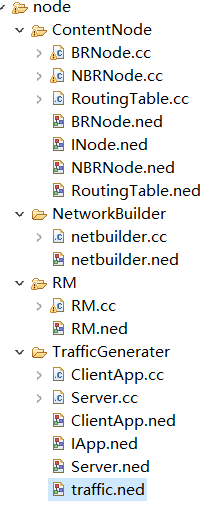 node
ContentNode
BRNode.cc
NBRNode.cc
RoutingTable.cc
BRNode.ned
INode.ned
NBRNode.ned
RoutingTable.ned
NetworkBuilder
netbuilder.cc
netbuilder.ned
RM
RM.cc
RM.ned
TrafficGenerater
ClientApp.cc
Server.cc
ClientApp.ned
IApp.ned
Server.ned
traffic.ned